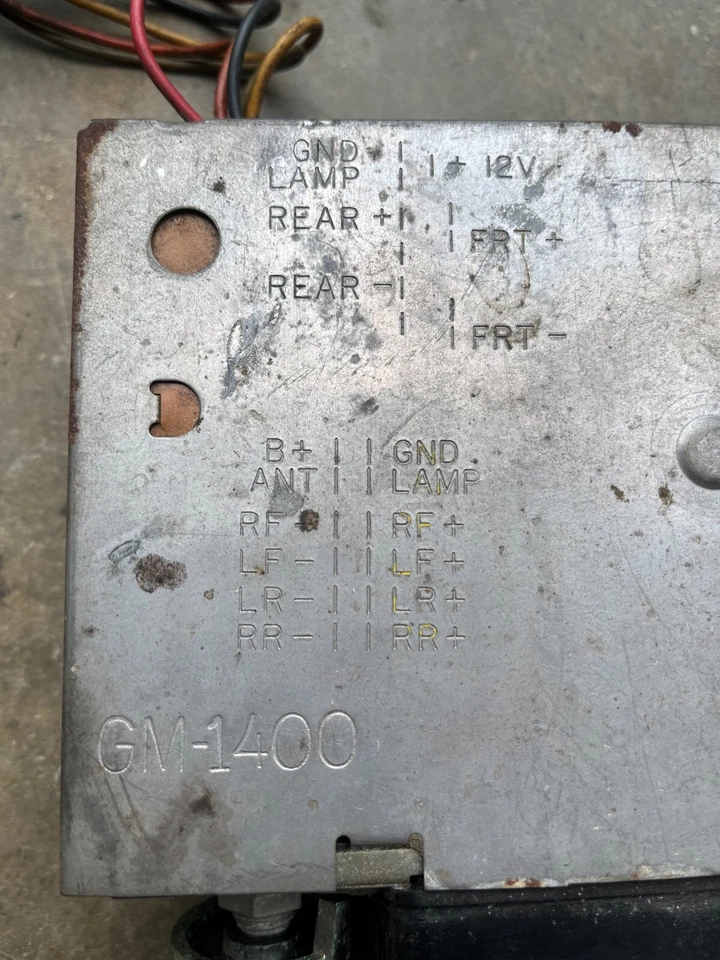 GND | | + 12V
LAMP |
REAR + | |
| | FRT +
REAR - |
| | FRT -
B+ | | GND
ANT | | LAMP
RF - | | RF +
LF - | | LF +
LR - | | LR +
RR - | | RR +
GM-1400